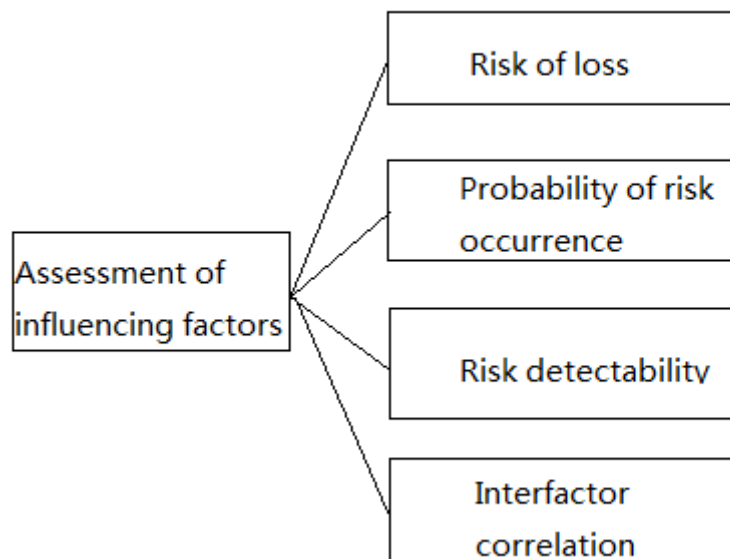 Risk of loss
Probability of risk
occurrence
Assessment of
influencing factors
Risk detectability
Interfactor
correlation